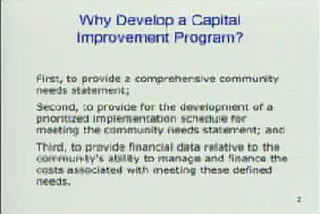 Why Develop a Capital
Improvement Program?
First, to provide a comprehensive community
needs statement;
Second, to provide for the development of a
prioritized implementation schedule for
meeting the community needs statement; and
Third, to provide financial data relative to the
community's ability to manage and finance the
costs associated with meeting these defined
needs.
2